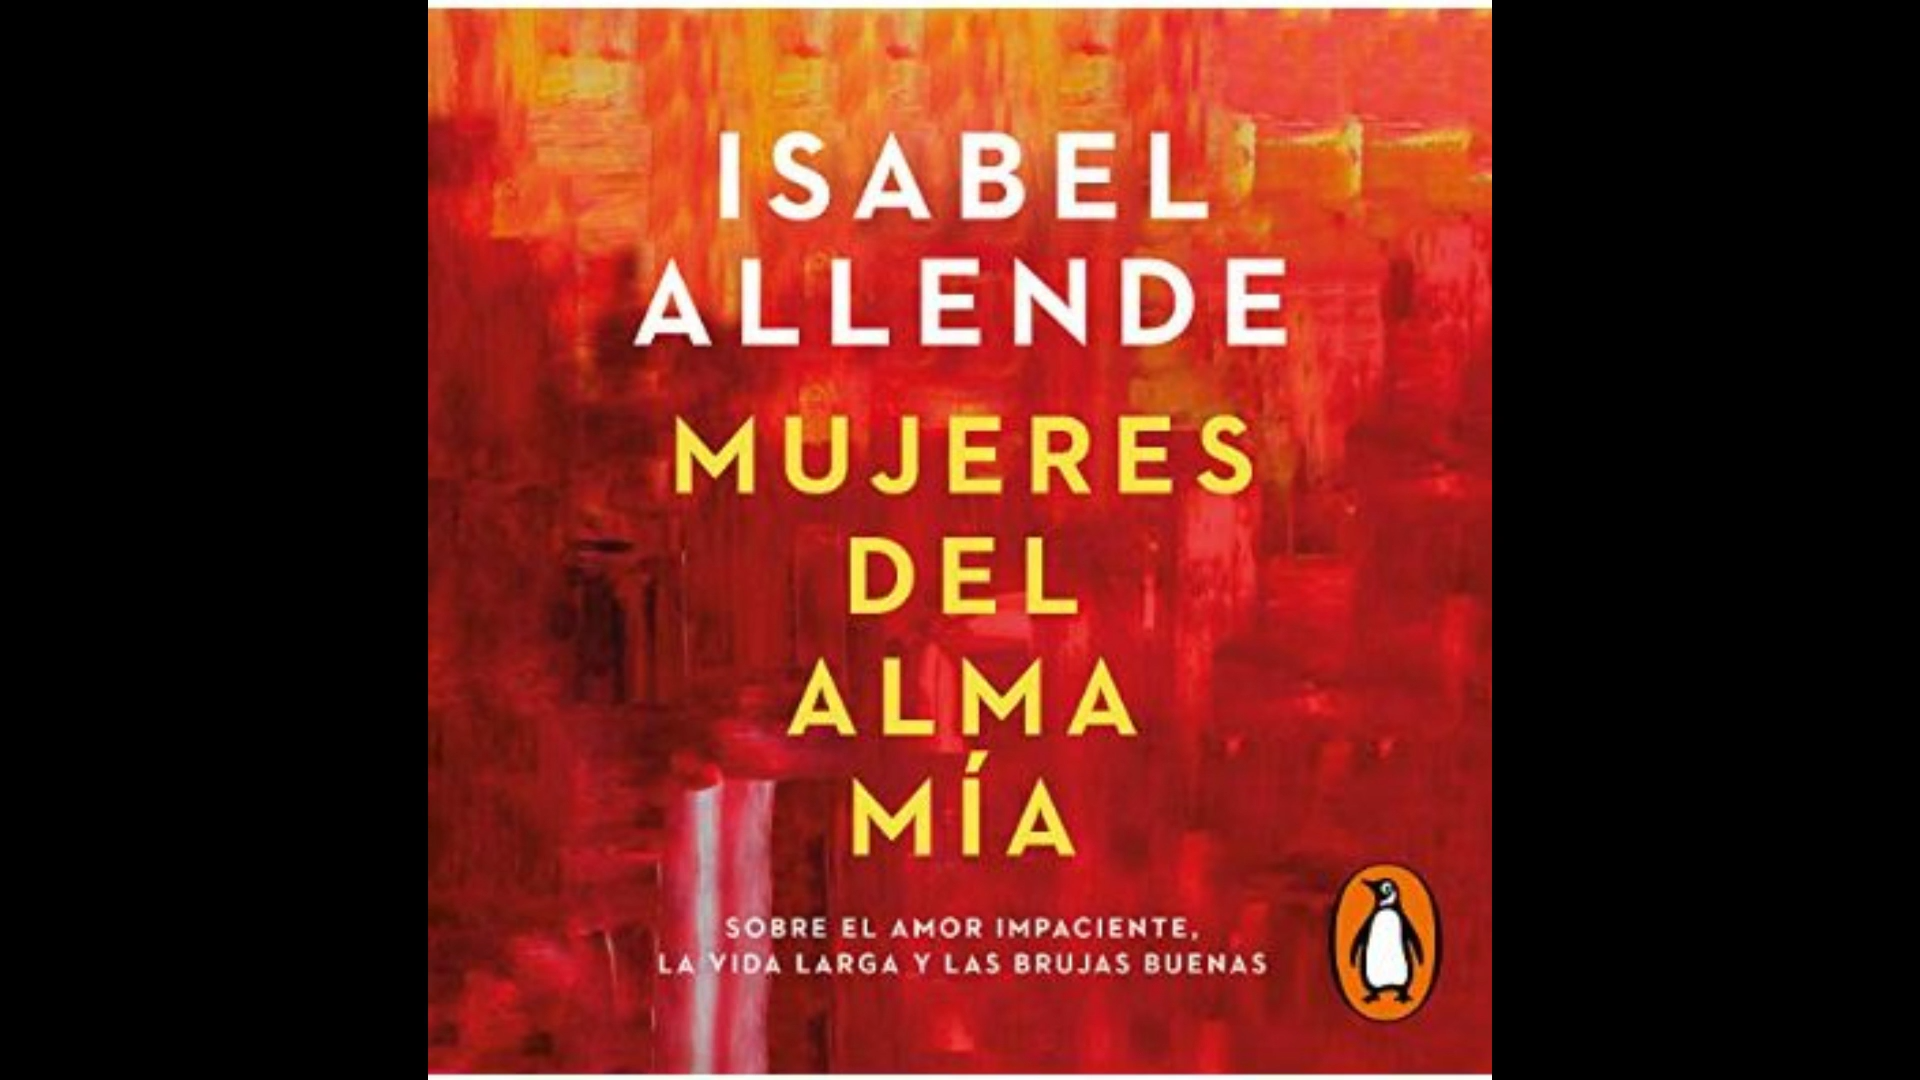 ISABEL
ALLENDE
MUJERES
DEL
ALMA
MÍA
SOBRE EL AMOR IMPACIENTE,
LA VIDA LARGA Y LAS BRUJAS BUENAS